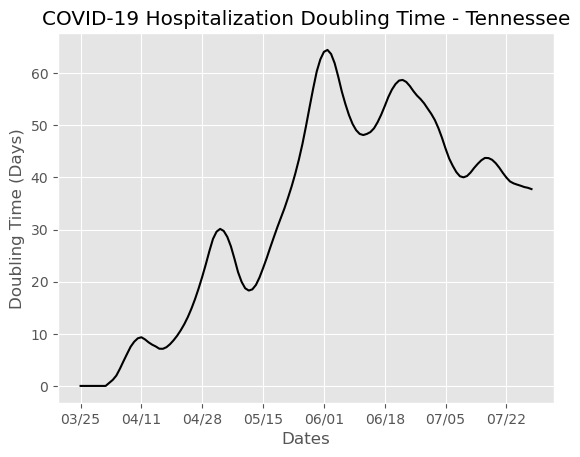 COVID-19 Hospitalization Doubling Time - Tennessee
Doubling Time (Days)
60
50
40
30
20
10
0
03/25 04/11 04/28 05/15 06/01 06/18 07/05 07/22
Dates